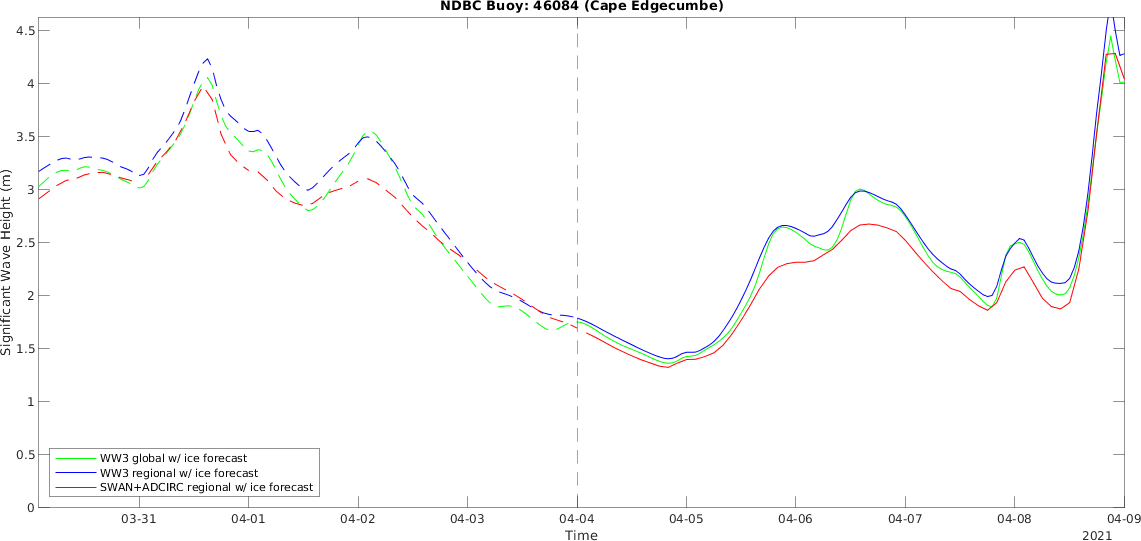 NDBC Buoy: 46084 (Cape Edgecumbe)
Significant Wave Height (m)
4.5
4
3.5
3
2.5
2
1.5
1
0.5
0
WW3 global w/ ice forecast
WW3 regional w/ ice forecast
SWAN+ADCIRC regional w/ ice forecast
03-31 04-01 04-02 04-03 04-04 04-05 04-06 04-07 04-08 04-09
Time
2021